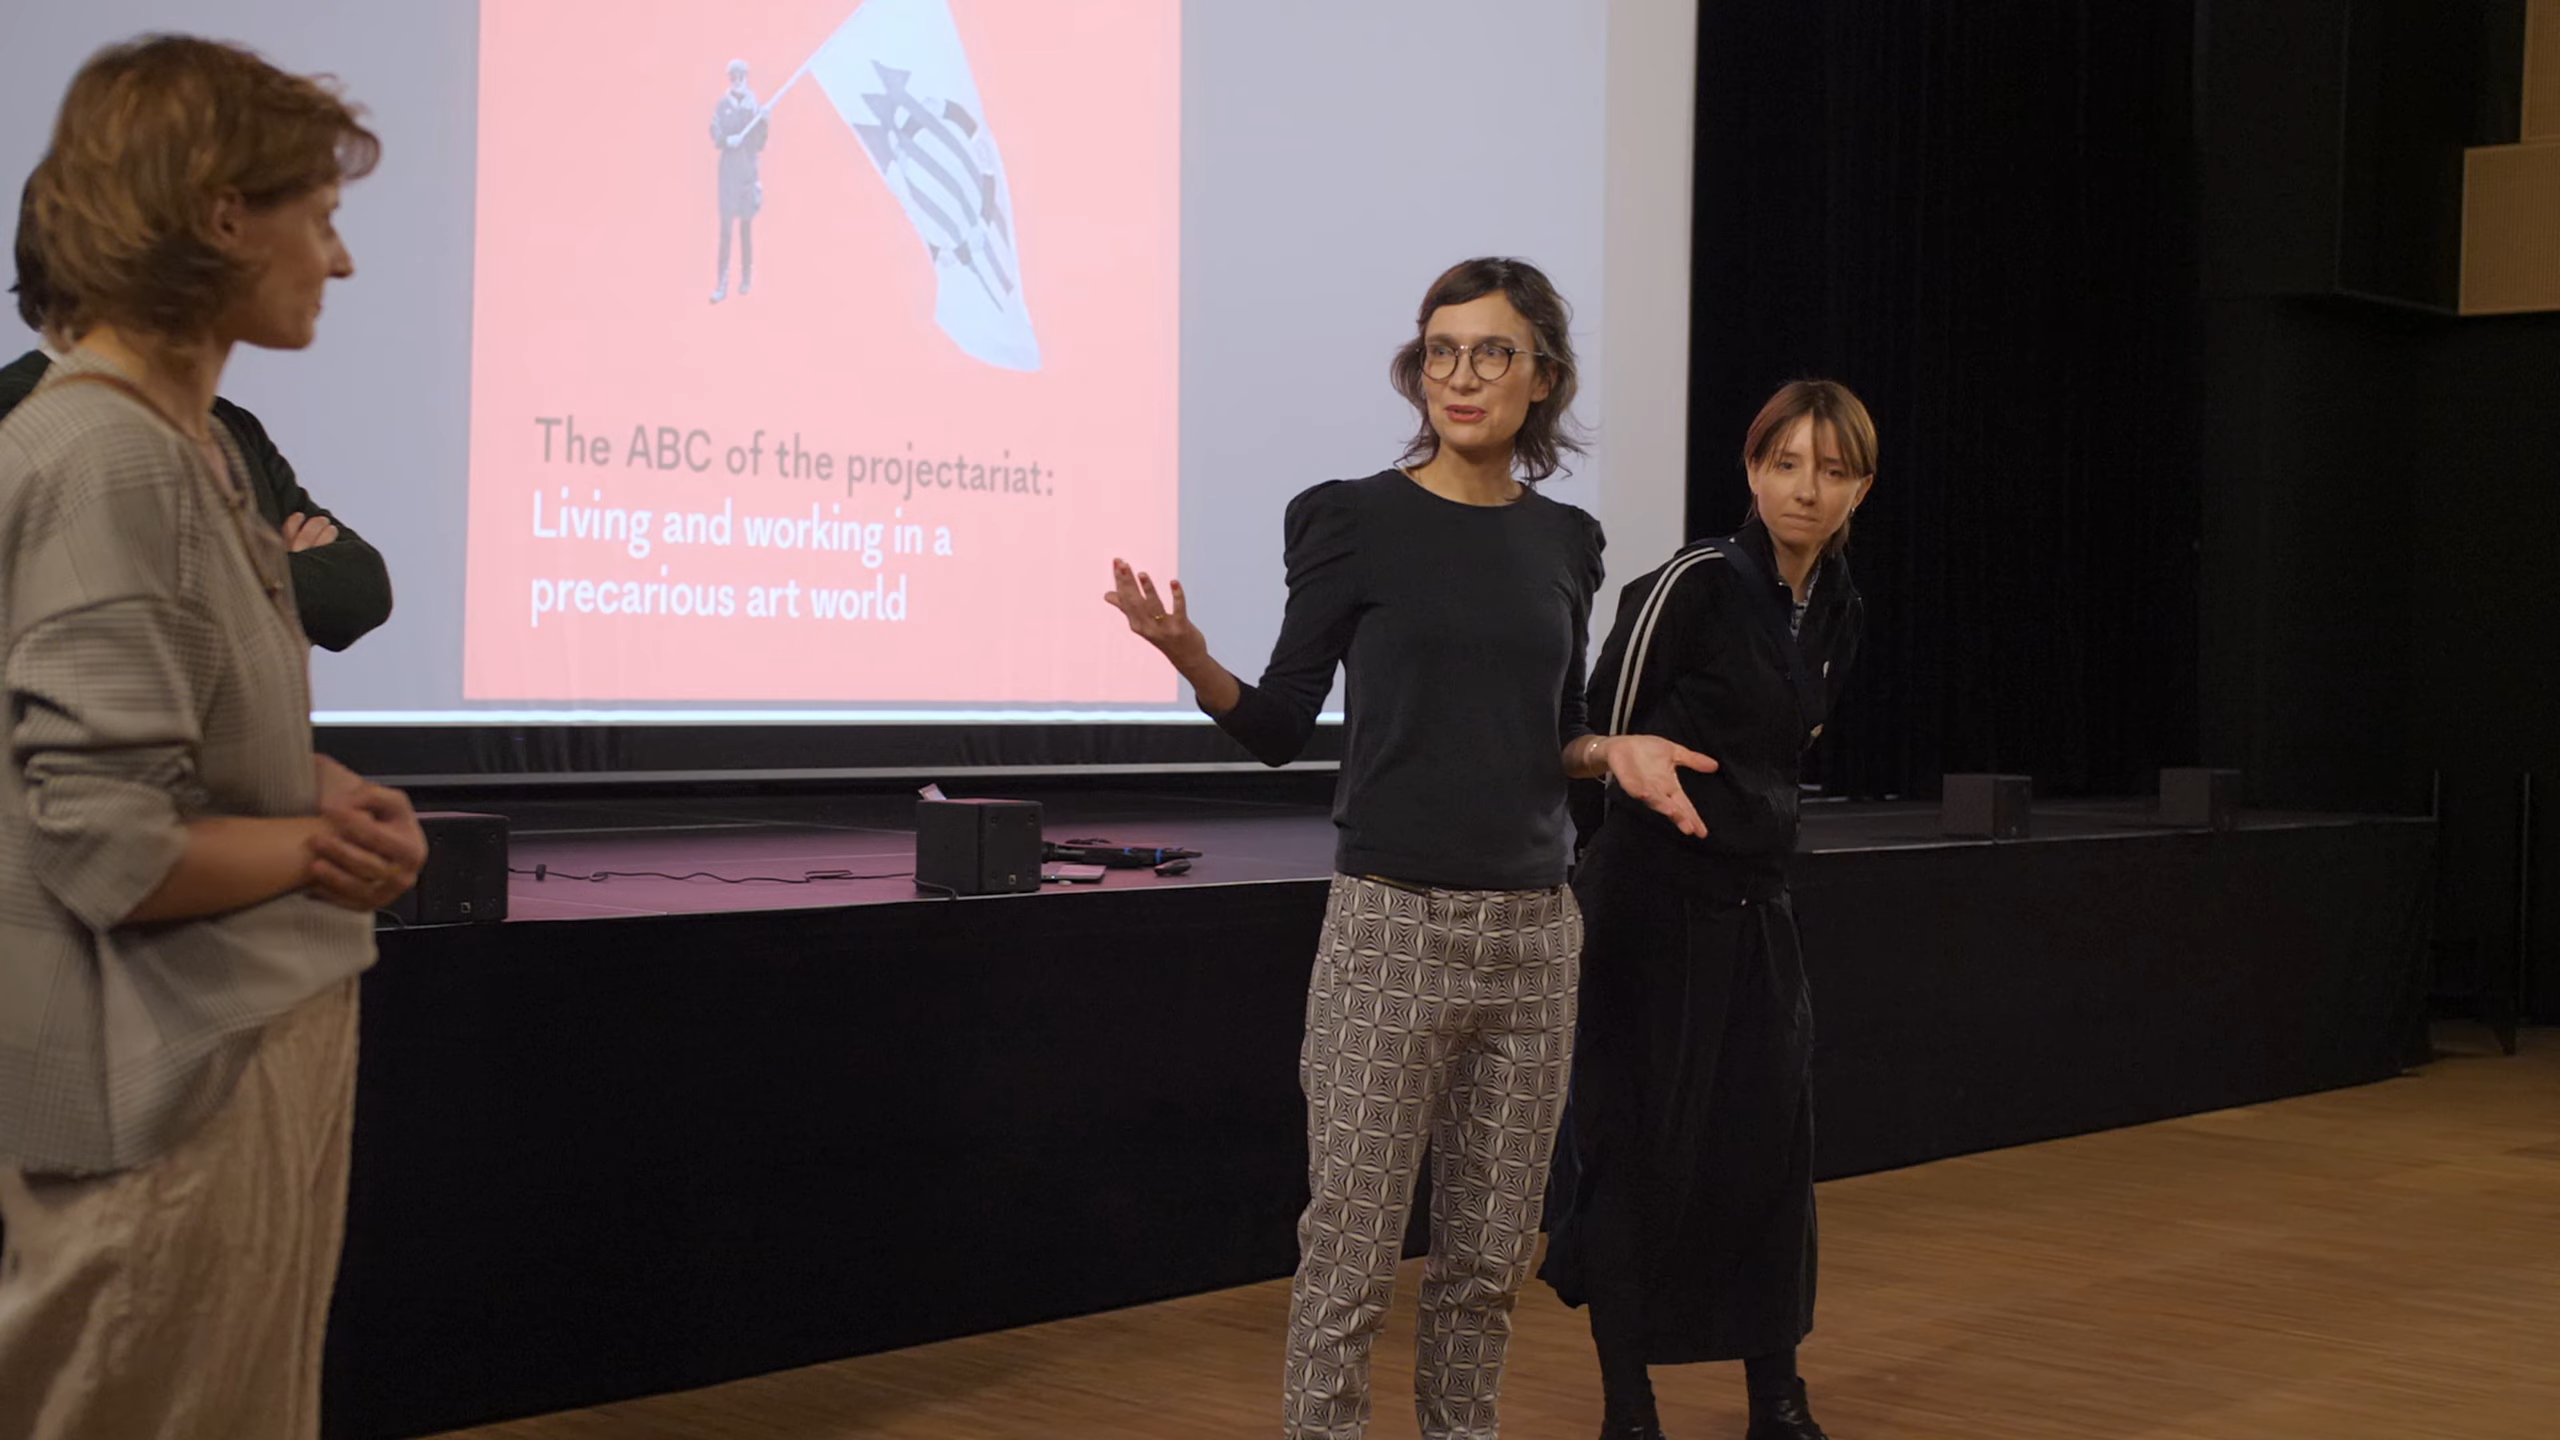 The ABC of the projectariat:
Living and working in a
precarious art world